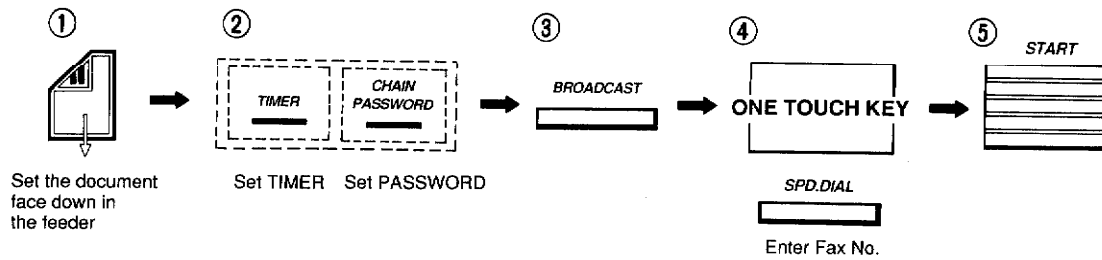 ①
Set the document
face down in
the feeder
②
TIMER
CHAIN
PASSWORD
Set TIMER
Set PASSWORD
③
BROADCAST
④
ONE TOUCH KEY
SPD.DIAL
Enter Fax No.
⑤
START